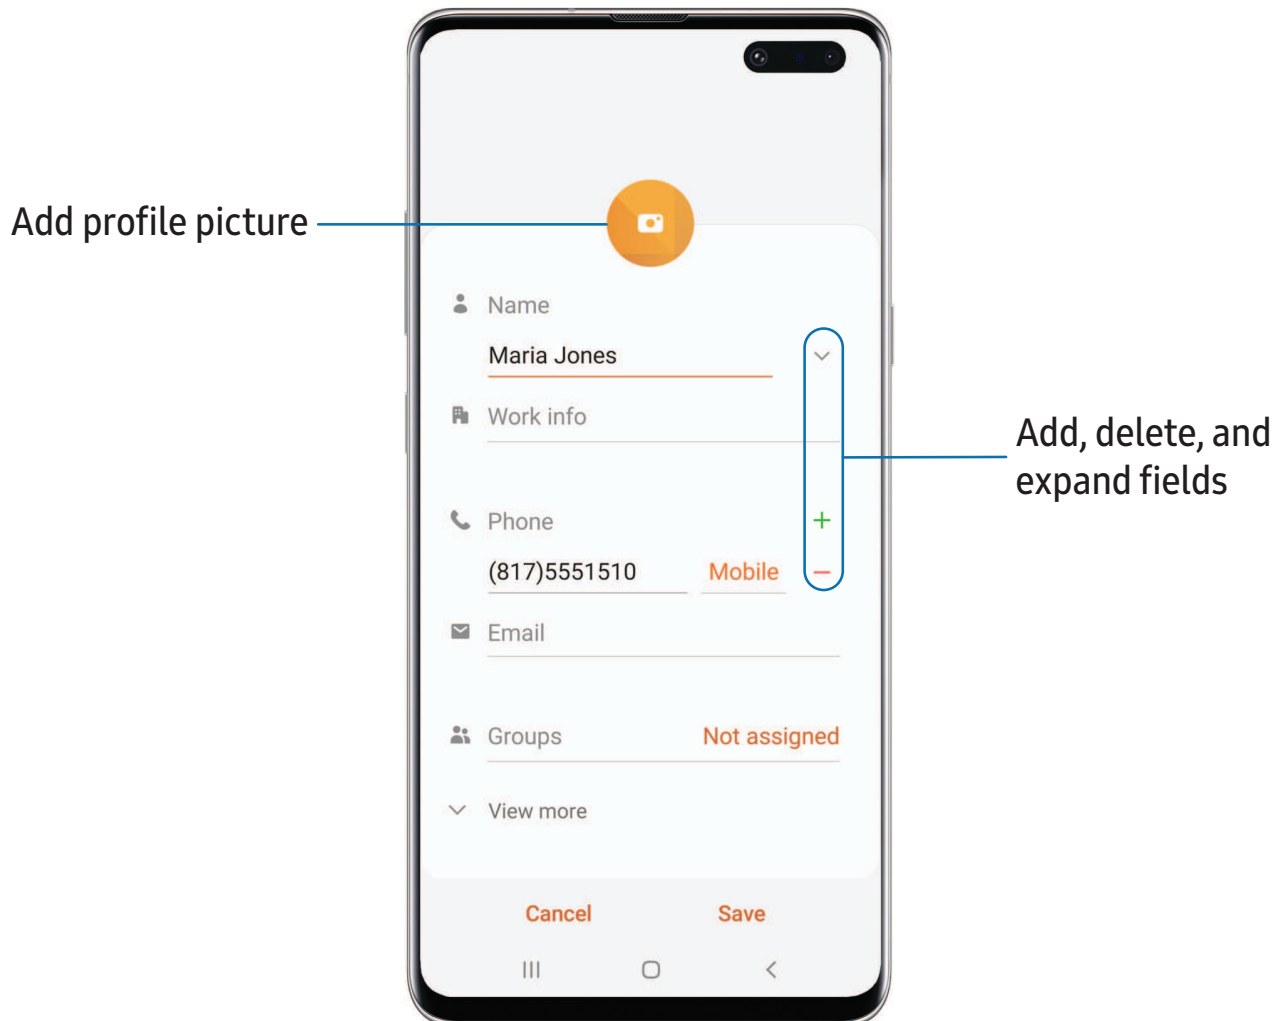 Add profile picture
Name
Maria Jones
Work info
Add, delete, and
expand fields
Phone
(817)5551510 Mobile
Email
Groups Not assigned
View more
Cancel Save